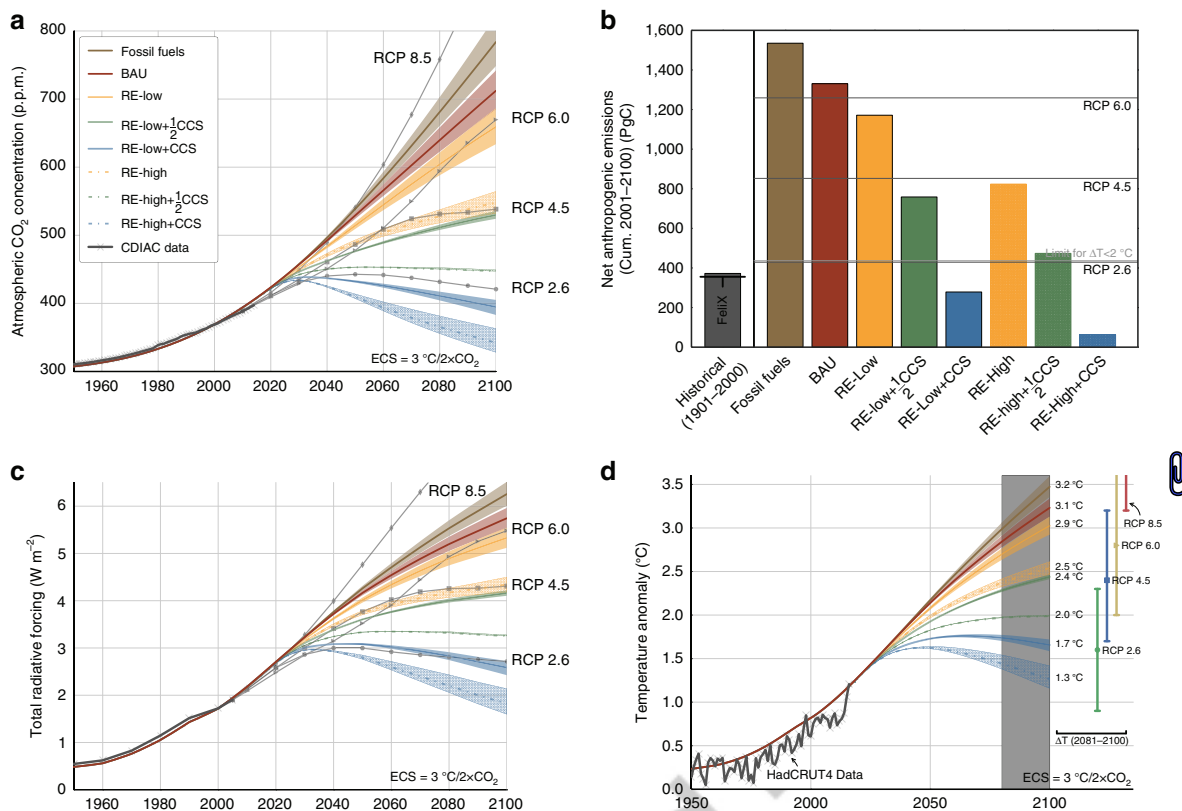 a
Atmospheric CO2 concentration (p.p.m.)
800
700
600
500
400
300
Fossil fuels
BAU
RE-low
RE-low+1/2CCS
RE-low+CCS
RE-high
RE-high+1/2CCS
RE-high+CCS
CDIAC data
RCP 8.5
RCP 6.0
RCP 4.5
RCP 2.6
ECS = 3 °C/2×CO2
1960 1980 2000 2020 2040 2060 2080 2100
b
Net anthropogenic emissions
(Cum. 2001–2100) (PgC)
1,600
1,400
1,200
1,000
800
600
400
200
0
RCP 6.0
RCP 4.5
Limit for ΔT<2 °C
RCP 2.6
FeliX
Historical
(1901–2000)
Fossil fuels
BAU
RE-Low
RE-low+1/2CCS
RE-Low+CCS
RE-High
RE-high+1/2CCS
RE-High+CCS
c
Total radiative forcing (W m−2)
6
5
4
3
2
1
0
RCP 8.5
RCP 6.0
RCP 4.5
RCP 2.6
ECS = 3 °C/2×CO2
1960 1980 2000 2020 2040 2060 2080 2100
d
Temperature anomaly (°C)
3.5
3.0
2.5
2.0
1.5
1.0
0.5
0.0
3.2 °C
3.1 °C
2.9 °C
2.5 °C
2.4 °C
2.0 °C
1.7 °C
1.3 °C
RCP 8.5
RCP 6.0
RCP 4.5
RCP 2.6
ΔT (2081–2100)
HadCRUT4 Data
ECS = 3 °C/2×CO2
1950 2000 2050 2100